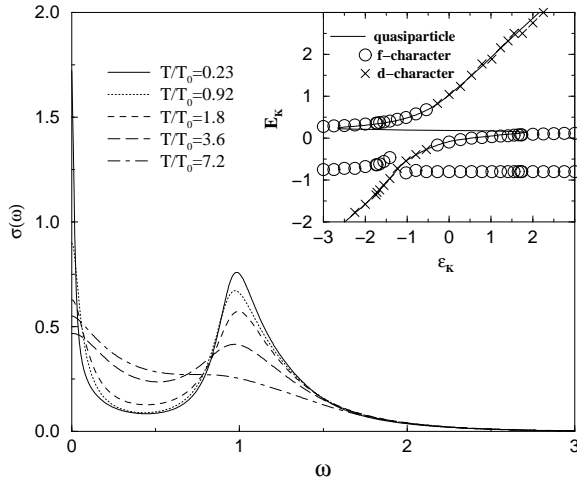 2.0
1.5
1.0
0.5
0.0
σ(ω)
0
1
2
3
ω
T/T₀=0.23
T/T₀=0.92
T/T₀=1.8
T/T₀=3.6
T/T₀=7.2
2
1
0
−1
−2
E_K
−3
−2
−1
0
1
2
ε_K
quasiparticle
f−character
d−character